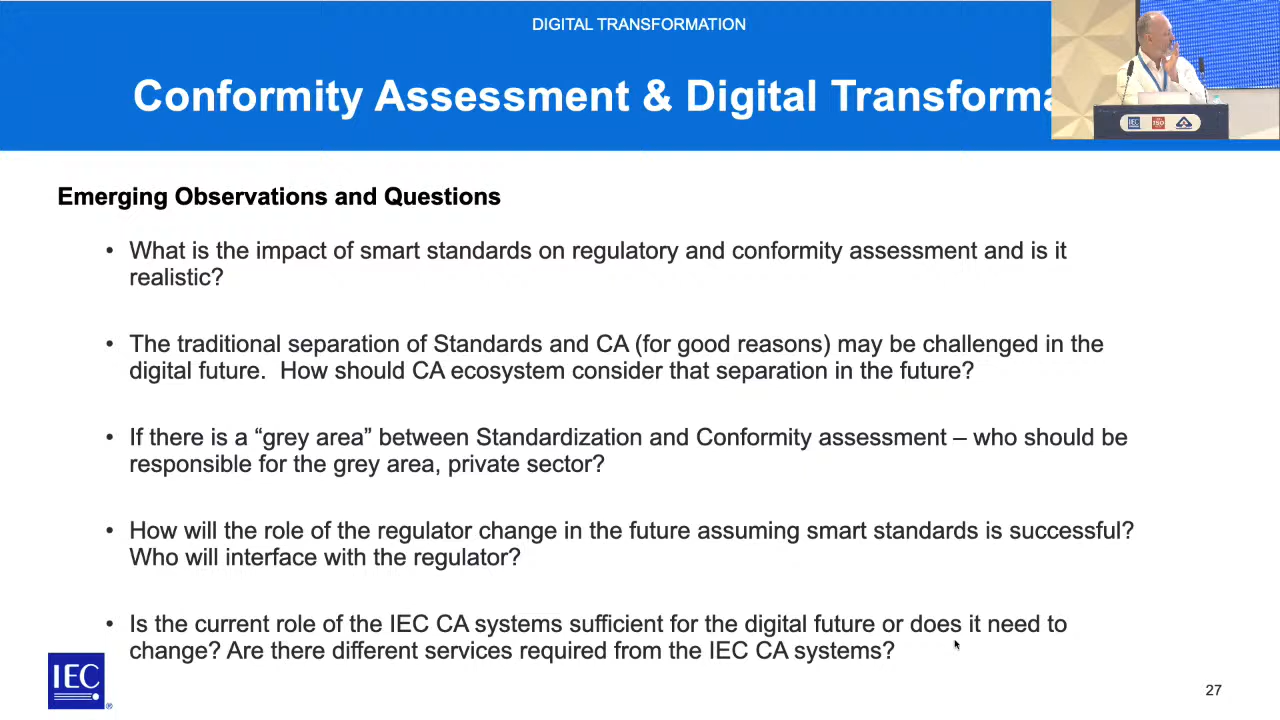 DIGITAL TRANSFORMATION
Conformity Assessment & Digital Transforma
Emerging Observations and Questions
• What is the impact of smart standards on regulatory and conformity assessment and is it
realistic?
• The traditional separation of Standards and CA (for good reasons) may be challenged in the
digital future.  How should CA ecosystem consider that separation in the future?
• If there is a “grey area” between Standardization and Conformity assessment – who should be
responsible for the grey area, private sector?
• How will the role of the regulator change in the future assuming smart standards is successful?
Who will interface with the regulator?
• Is the current role of the IEC CA systems sufficient for the digital future or does it need to
change? Are there different services required from the IEC CA systems?
IEC
®
27
IEC
ISO